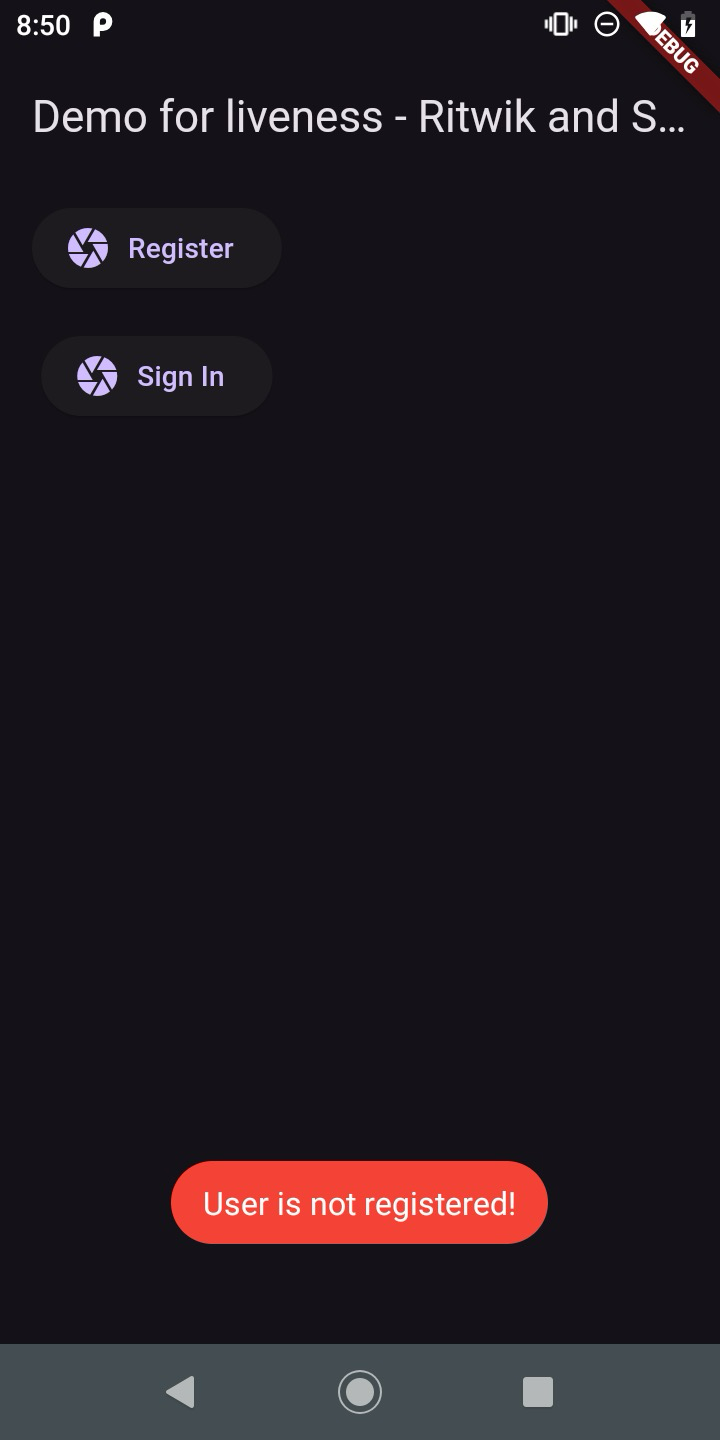 8:50
DEBUG
Demo for liveness - Ritwik and S...
Register
Sign In
User is not registered!